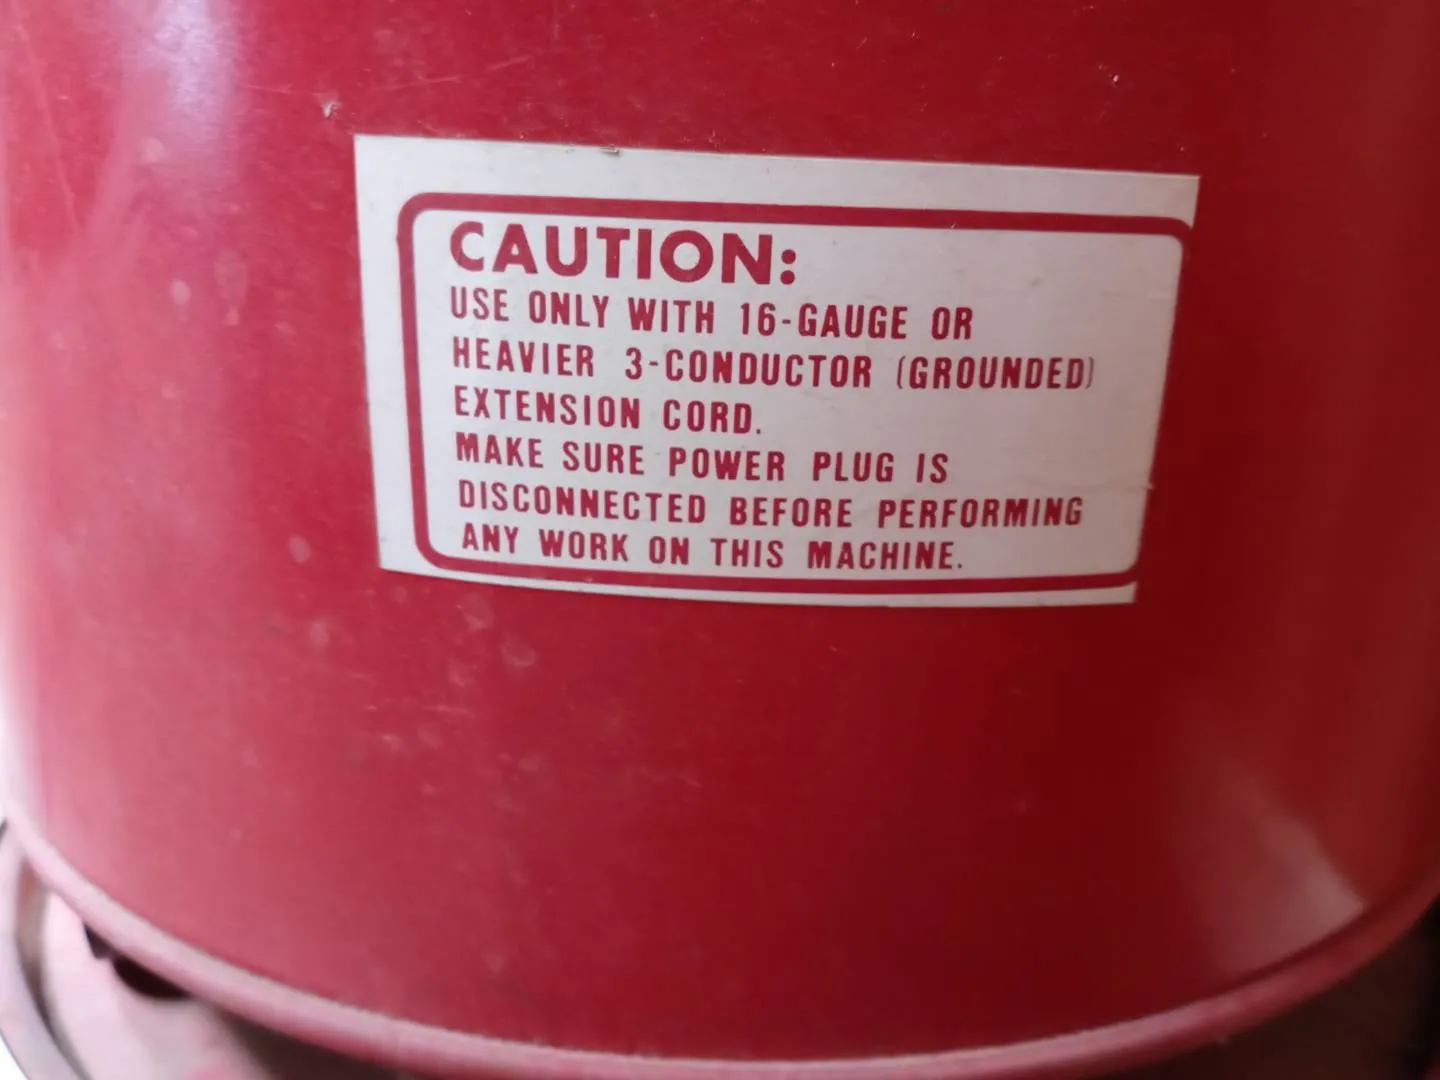 CAUTION:
USE ONLY WITH 16-GAUGE OR
HEAVIER 3-CONDUCTOR (GROUNDED)
EXTENSION CORD.
MAKE SURE POWER PLUG IS
DISCONNECTED BEFORE PERFORMING
ANY WORK ON THIS MACHINE.